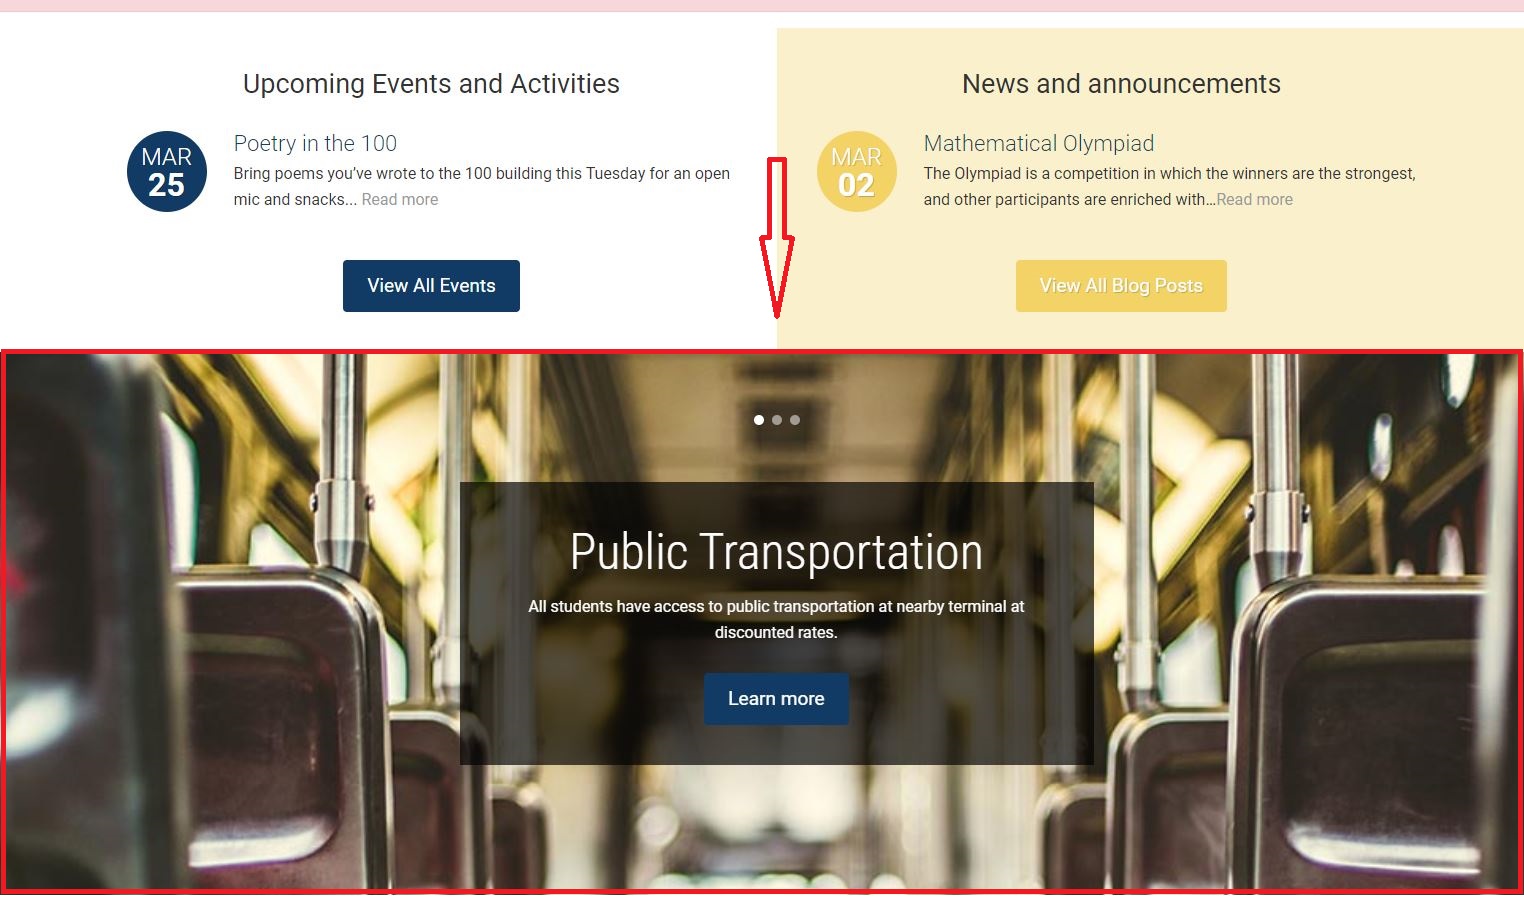 Upcoming Events and Activities
MAR
25
Poetry in the 100
Bring poems you’ve wrote to the 100 building this Tuesday for an open
mic and snacks... Read more
View All Events
News and announcements
MAR
02
Mathematical Olympiad
The Olympiad is a competition in which the winners are the strongest,
and other participants are enriched with...Read more
View All Blog Posts
Public Transportation
All students have access to public transportation at nearby terminal at
discounted rates.
Learn more